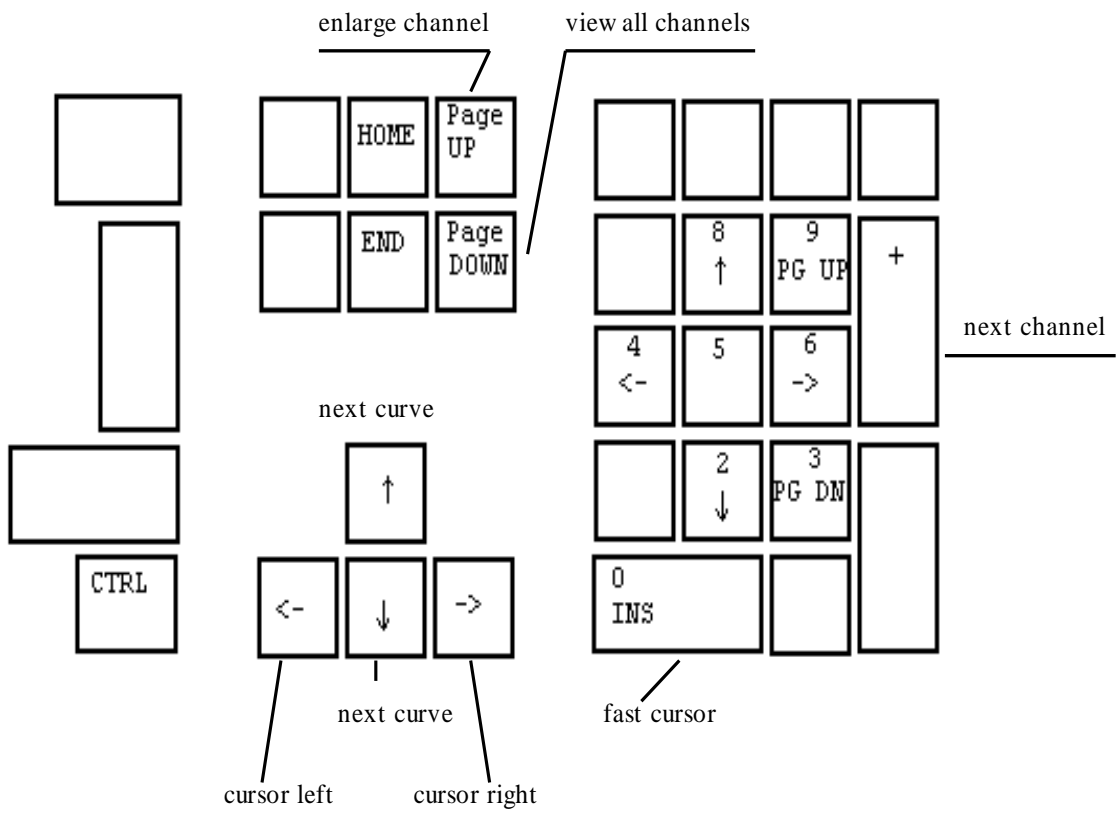 enlarge channel
view all channels
HOME
Page
UP
END
Page
DOWN
8
↑
9
PG UP
+
next channel
4
<-
5
6
->
next curve
↑
2
↓
3
PG DN
CTRL
<-
↓
->
0
INS
next curve
fast cursor
cursor left
cursor right